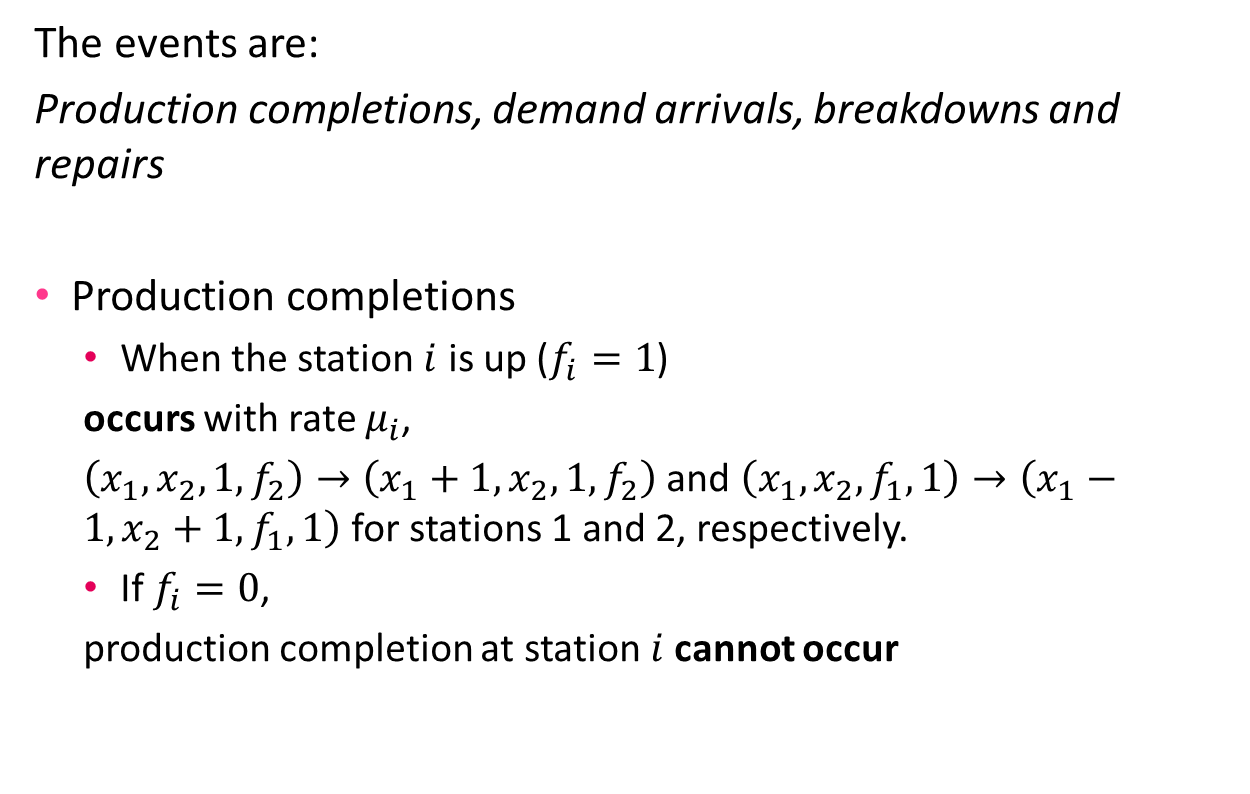 The events are:
Production completions, demand arrivals, breakdowns and
repairs
• Production completions
• When the station 𝑖 is up (𝑓ᵢ = 1)
occurs with rate 𝜇ᵢ,
(𝑥₁, 𝑥₂, 1, 𝑓₂) → (𝑥₁ + 1, 𝑥₂, 1, 𝑓₂) and (𝑥₁, 𝑥₂, 𝑓₁, 1) → (𝑥₁ −
1, 𝑥₂ + 1, 𝑓₁, 1) for stations 1 and 2, respectively.
• If 𝑓ᵢ = 0,
production completion at station 𝑖 cannot occur